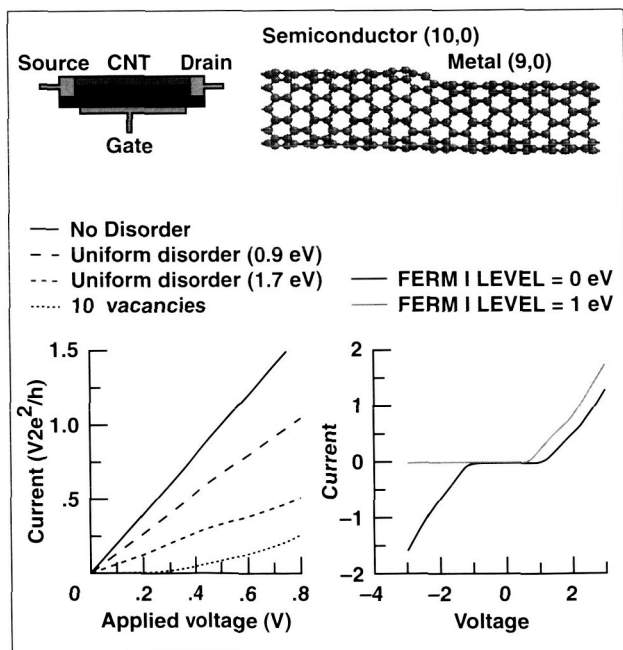 Source CNT Drain
Gate
Semiconductor (10,0)
Metal (9,0)
No Disorder
Uniform disorder (0.9 eV)
Uniform disorder (1.7 eV)
10 vacancies
FERM I LEVEL = 0 eV
FERM I LEVEL = 1 eV
Current (V2e²/h)
1.5
1.0
.5
0 .2 .4 .6 .8
Applied voltage (V)
Current
2
1
0
−1
−2
−4 −2 0 2
Voltage